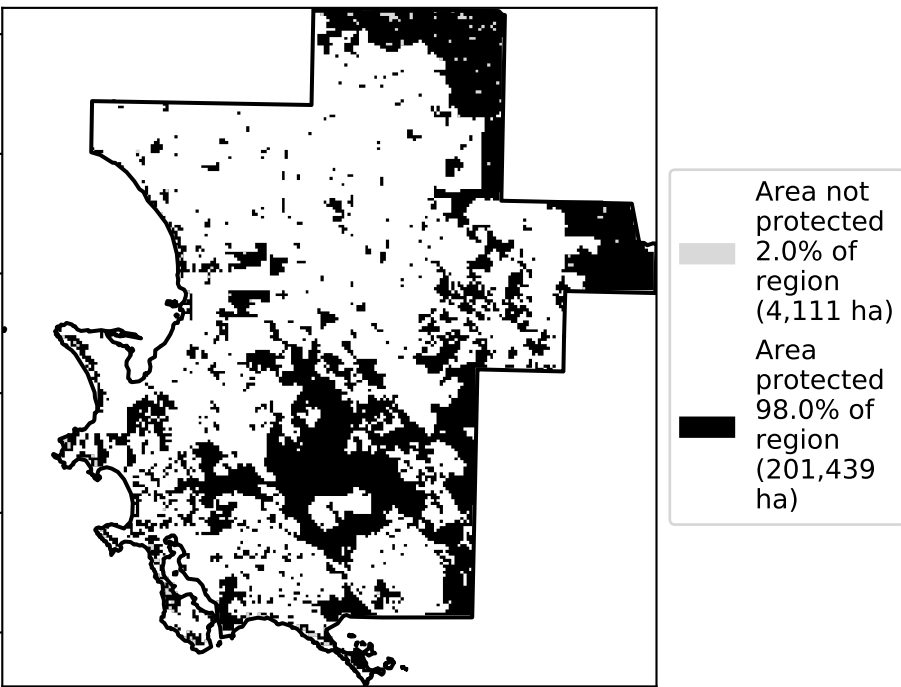 Area not
protected
2.0% of
region
(4,111 ha)
Area
protected
98.0% of
region
(201,439
ha)